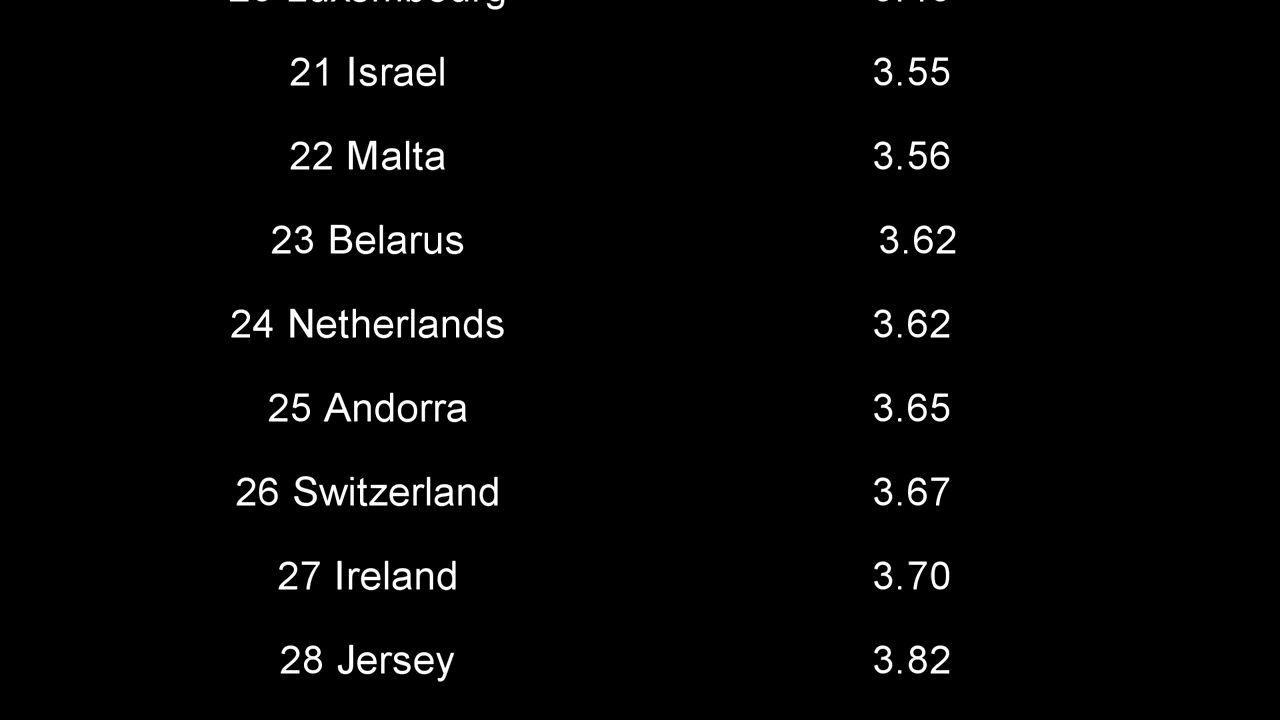 21 Israel 3.55
22 Malta 3.56
23 Belarus 3.62
24 Netherlands 3.62
25 Andorra 3.65
26 Switzerland 3.67
27 Ireland 3.70
28 Jersey 3.82